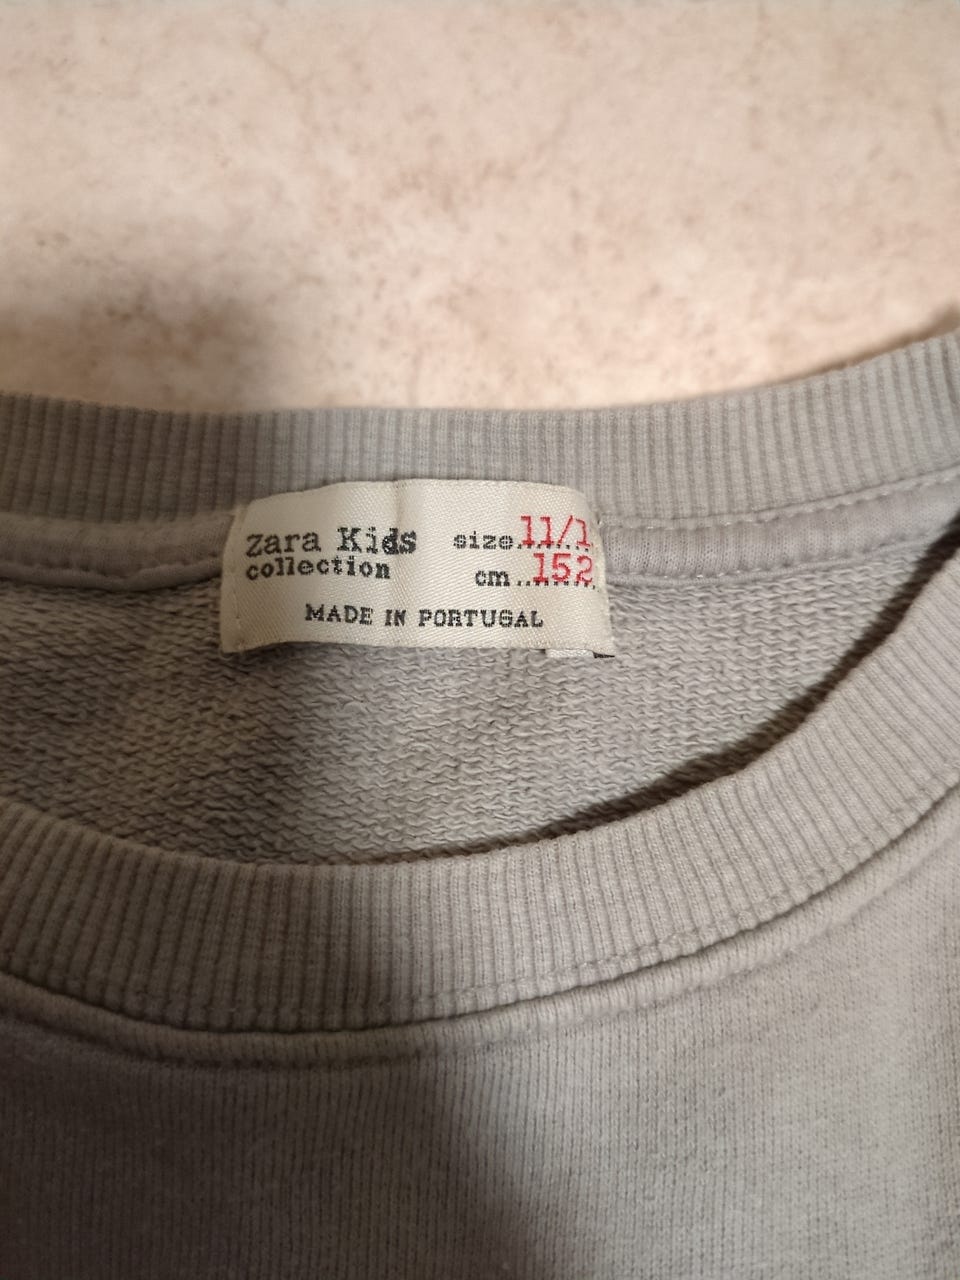 Zara Kids
collection
size 11/1
cm 152
MADE IN PORTUGAL